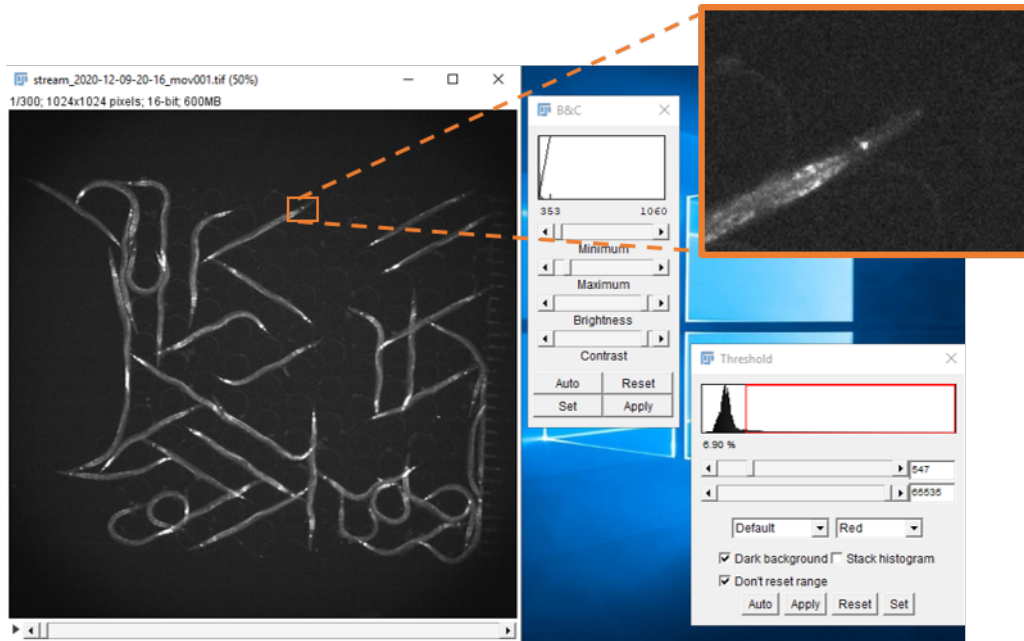 stream_2020-12-09-20-16_mov001.tif (50%)
1/300; 1024x1024 pixels; 16-bit; 600MB
B&C
353 1060
Minimum
Maximum
Brightness
Contrast
Auto Reset
Set Apply
Threshold
6.90 %
547
65535
Default Red
Dark background Stack histogram
Don't reset range
Auto Apply Reset Set